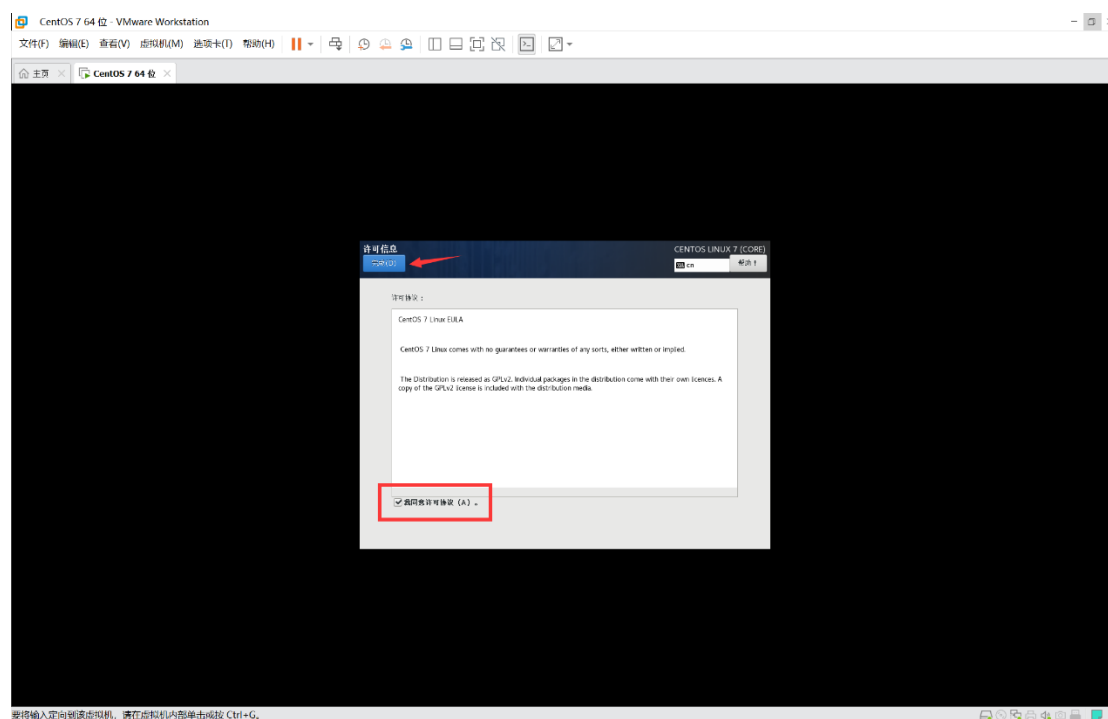 CentOS 7 64 位 - VMware Workstation
文件(F) 编辑(E) 查看(V) 虚拟机(M) 选项卡(T) 帮助(H)
主页 CentOS 7 64 位
许可信息
CENTOS LINUX 7 (CORE)
完成(D)
cn
帮助！
许可协议：
CentOS 7 Linux EULA
CentOS 7 Linux comes with no guarantees or warranties of any sorts, either written or implied.
The Distribution is released as GPLv2. Individual packages in the distribution come with their own licences. A
copy of the GPLv2 license is included with the distribution media.
我同意许可协议（A）。
要将输入定向到该虚拟机，请在虚拟机内部单击或按 Ctrl+G。